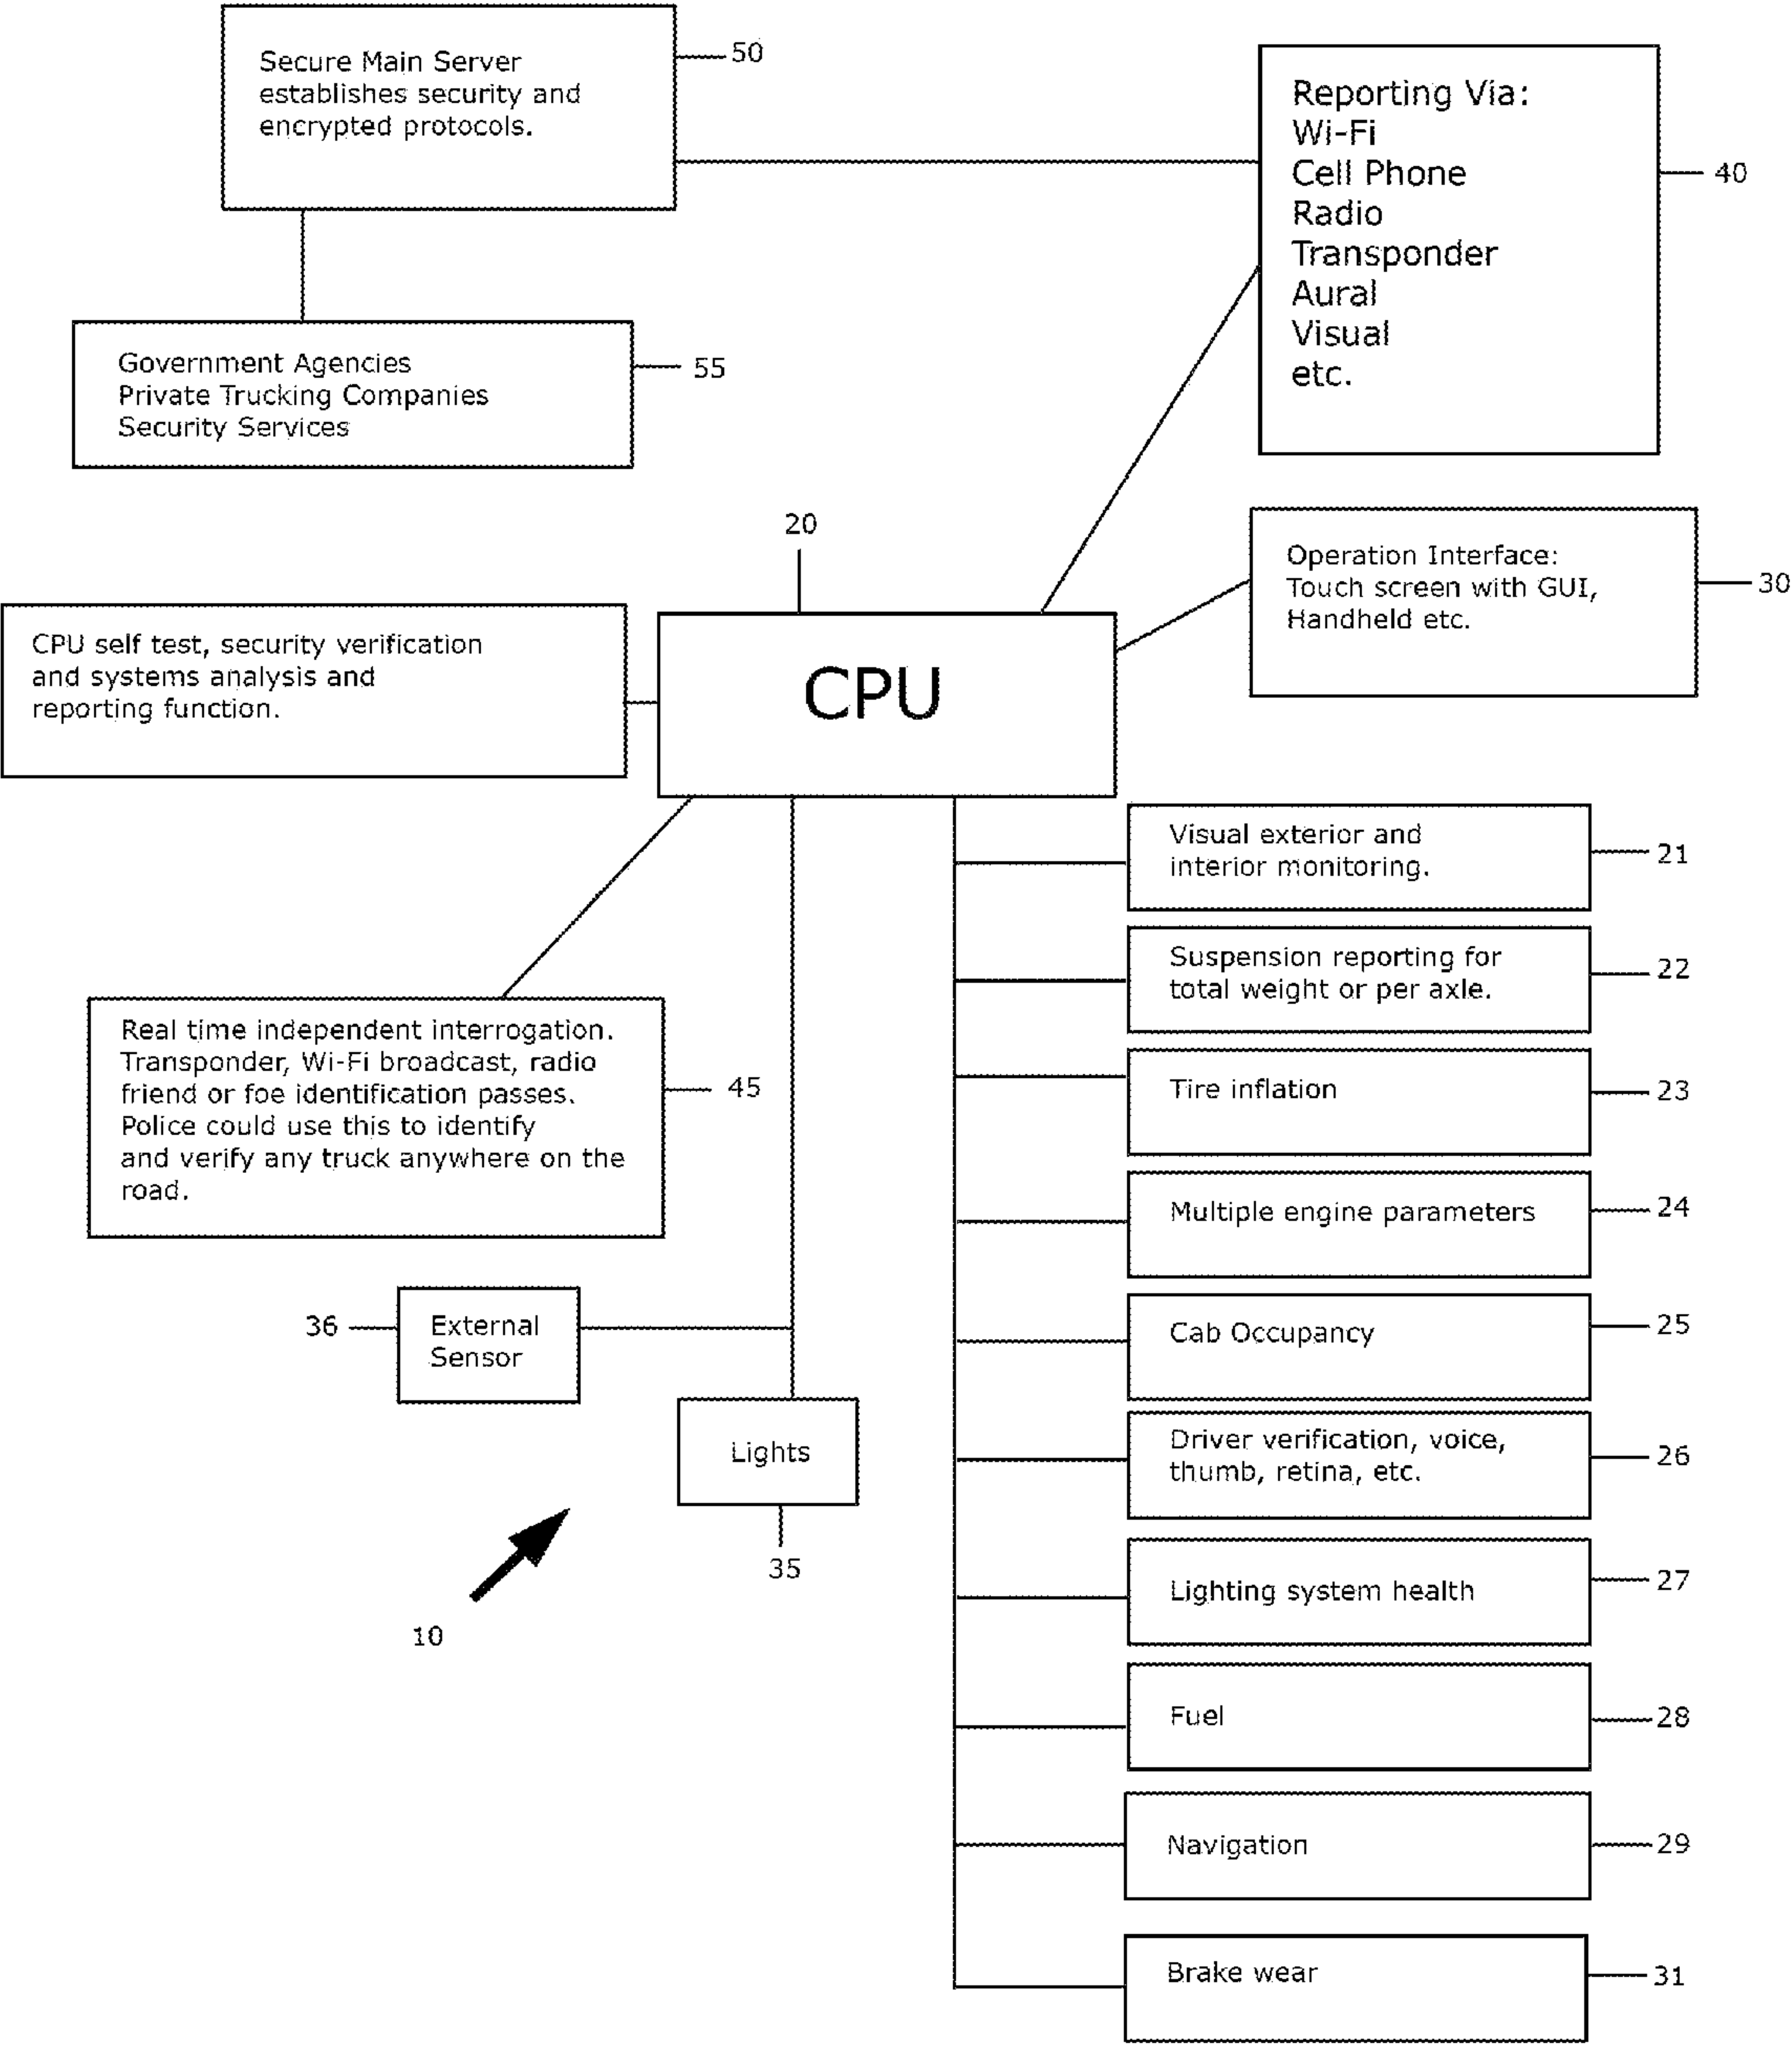 Secure Main Server
establishes security and
encrypted protocols.
50
Reporting Via:
Wi-Fi
Cell Phone
Radio
Transponder
Aural
Visual
etc.
40
Government Agencies
Private Trucking Companies
Security Services
55
20
Operation Interface:
Touch screen with GUI,
Handheld etc.
30
CPU self test, security verification
and systems analysis and
reporting function.
CPU
Visual exterior and
interior monitoring.
21
Suspension reporting for
total weight or per axle.
22
Real time independent interrogation.
Transponder, Wi-Fi broadcast, radio
friend or foe identification passes.
Police could use this to identify
and verify any truck anywhere on the
road.
45
Tire inflation
23
Multiple engine parameters
24
36
External
Sensor
Cab Occupancy
25
Lights
35
Driver verification, voice,
thumb, retina, etc.
26
10
Lighting system health
27
Fuel
28
Navigation
29
Brake wear
31